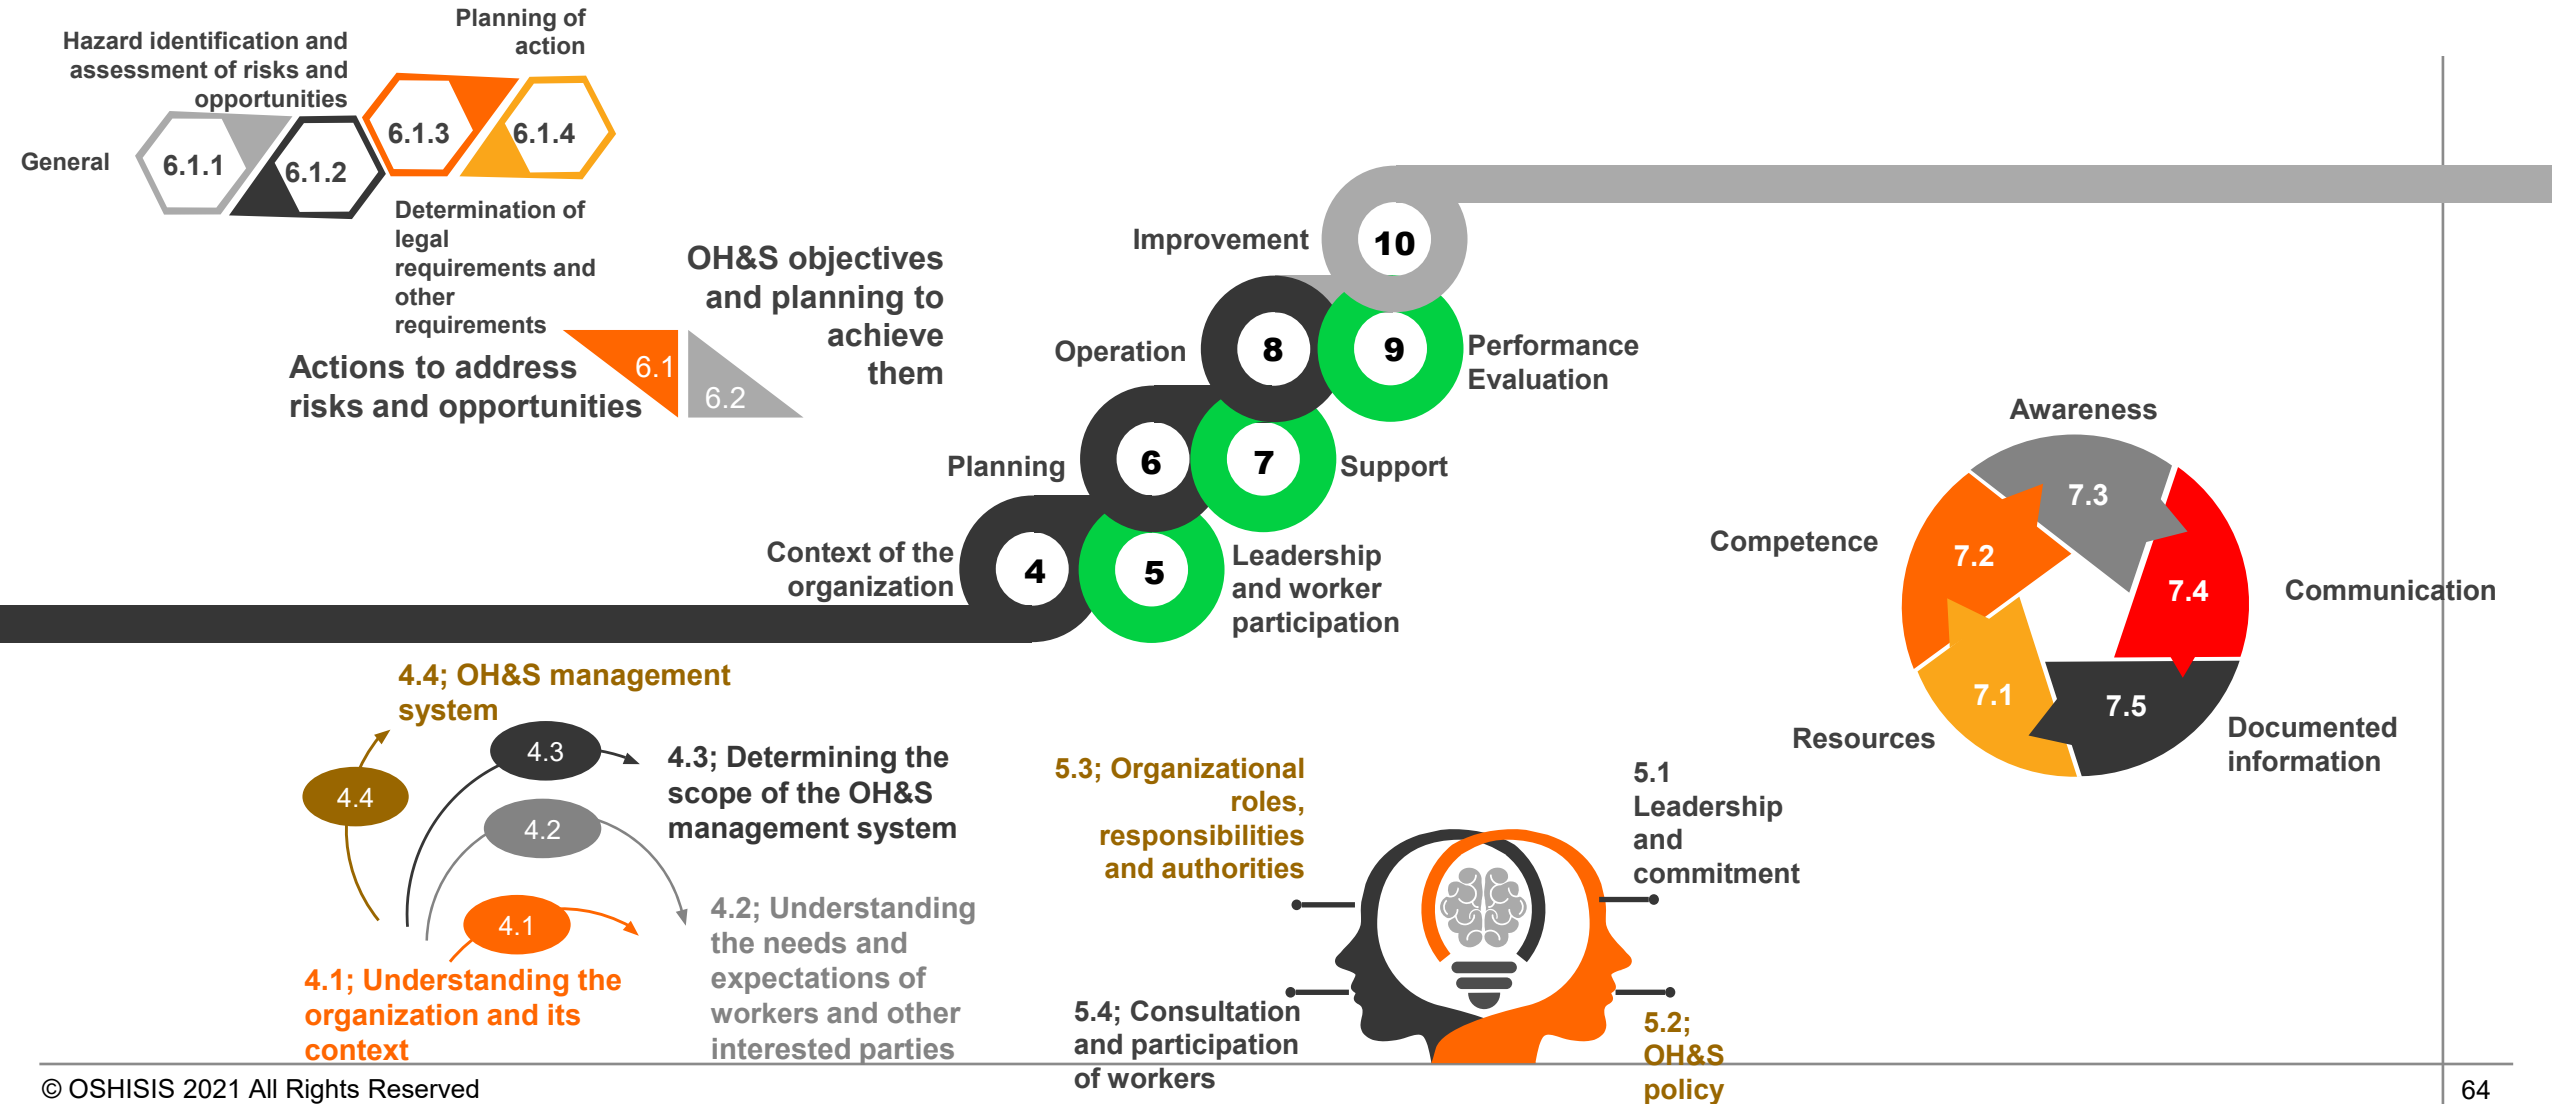 Planning of
action
Hazard identification and
assessment of risks and
opportunities
General
6.1.1
6.1.2
6.1.3
6.1.4
Determination of
legal
requirements and
other
requirements
Actions to address
risks and opportunities
6.1
6.2
OH&S objectives
and planning to
achieve
them
Improvement
10
Operation
8
9
Performance
Evaluation
Planning
6
7
Support
Context of the
organization
4
5
Leadership
and worker
participation
Awareness
7.3
Competence
7.2
7.4
Communication
7.1
Resources
7.5
Documented
information
4.4; OH&S management
system
4.4
4.3
4.3; Determining the
scope of the OH&S
management system
4.2
4.2; Understanding
the needs and
expectations of
workers and other
interested parties
4.1
4.1; Understanding the
organization and its
context
5.3; Organizational
roles,
responsibilities
and authorities
5.1
Leadership
and
commitment
5.4; Consultation
and participation
of workers
5.2;
OH&S
policy
© OSHISIS 2021 All Rights Reserved
64